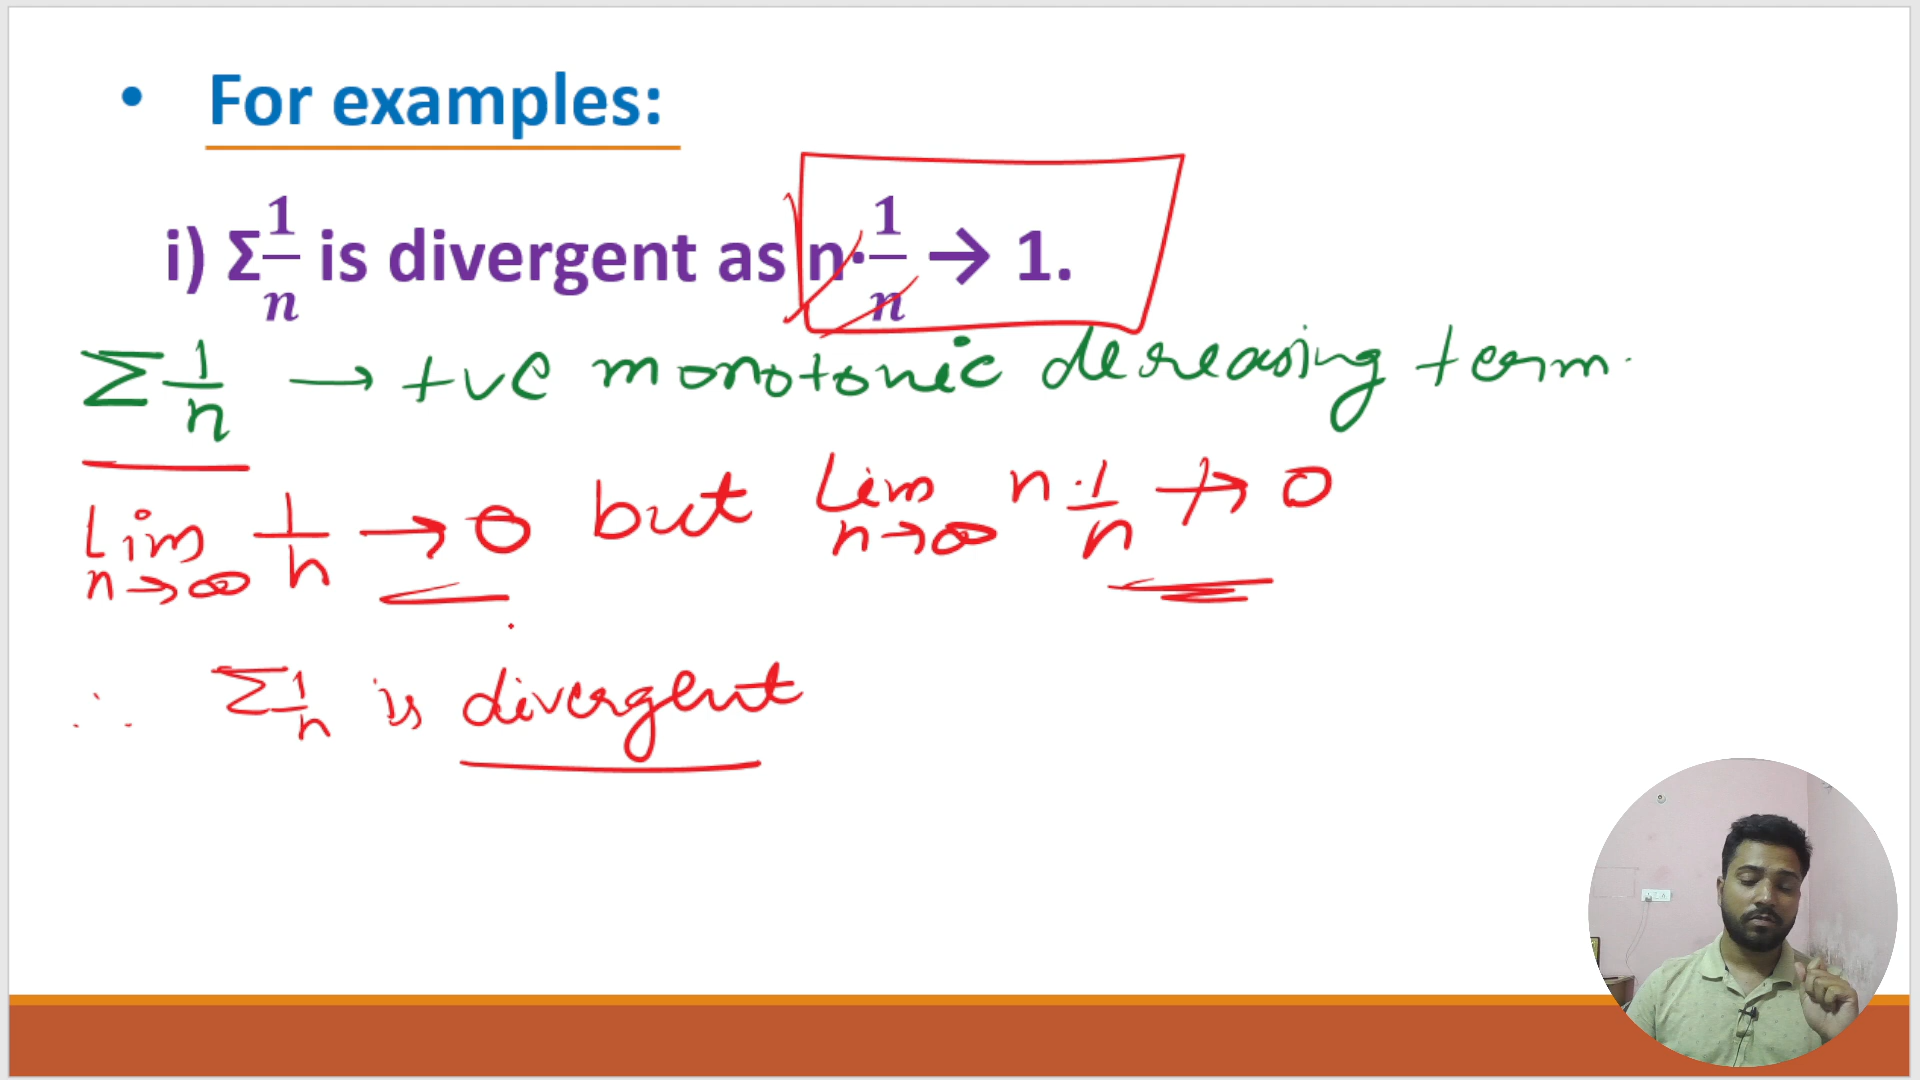 • For examples:
i) Σ1/n is divergent as n·1/n → 1.
Σ1/n → +ve monotonic dereasing term.
Lim n→∞ 1/n → 0 but Lim n→∞ n·1/n ↛ 0
∴ Σ1/n is divergent